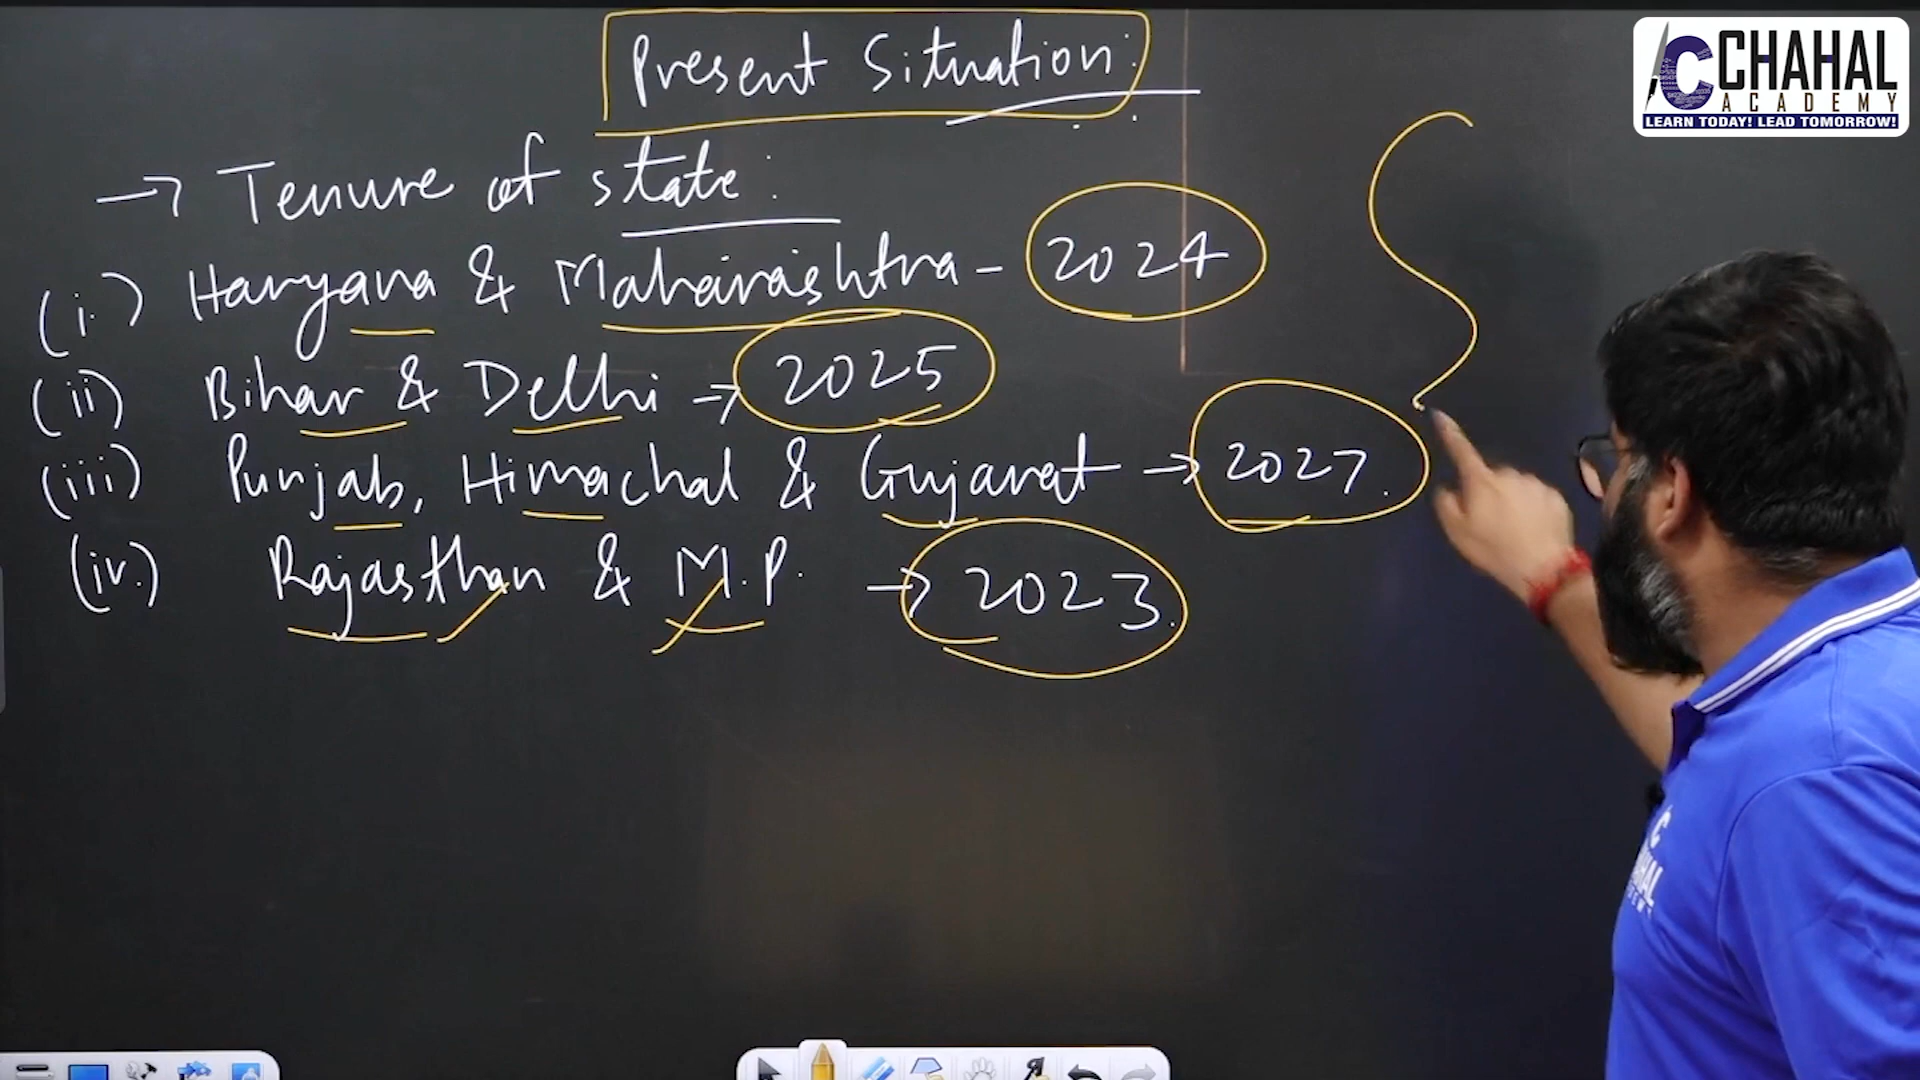 Present Situation:
→ Tenure of state:
(i.) Haryana & Maharashtra - 2024
(ii) Bihar & Delhi → 2025
(iii) Punjab, Himachal & Gujarat → 2027.
(iv.) Rajasthan & M.P. → 2023.
CHAHAL
ACADEMY
LEARN TODAY! LEAD TOMORROW!